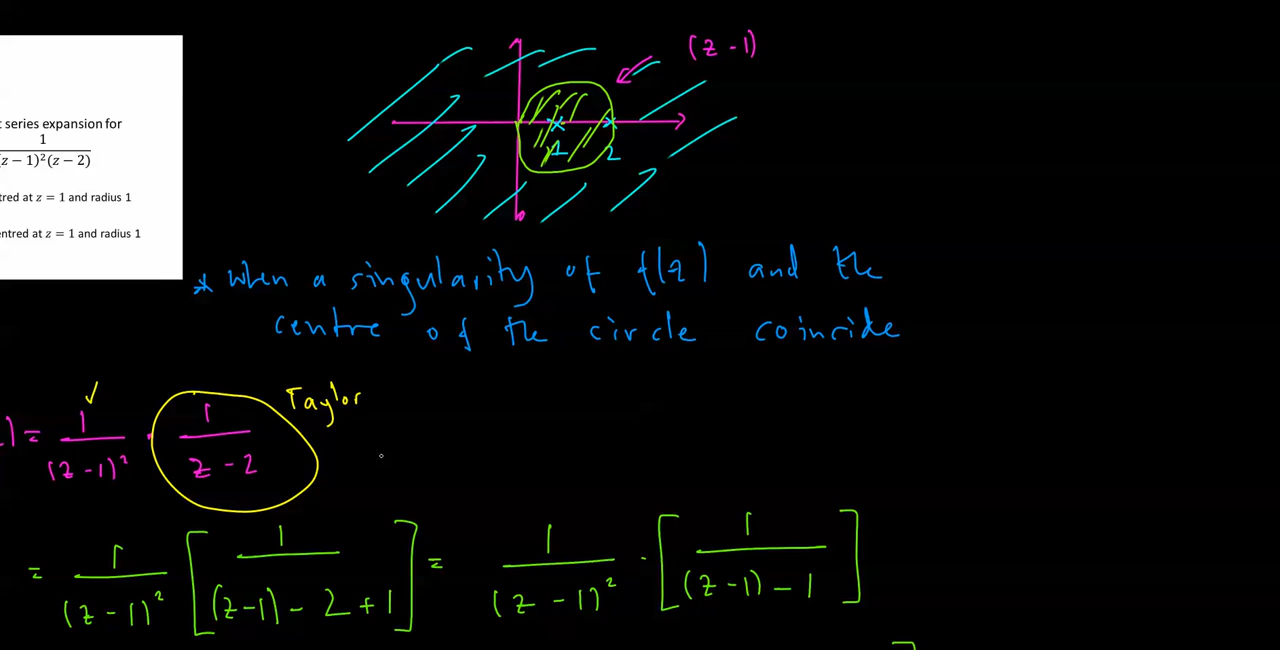 t series expansion for
1
z − 1)²(z − 2)
tred at z = 1 and radius 1
entred at z = 1 and radius 1
(z - 1)
1 2
* when a singularity of f(z) and the
centre of the circle coincide
✓ Taylor
) = 1/(z-1)² · 1/z - 2
= 1/(z-1)² [1/(z-1) - 2 + 1] = 1/(z-1)² · [1/(z-1) - 1]